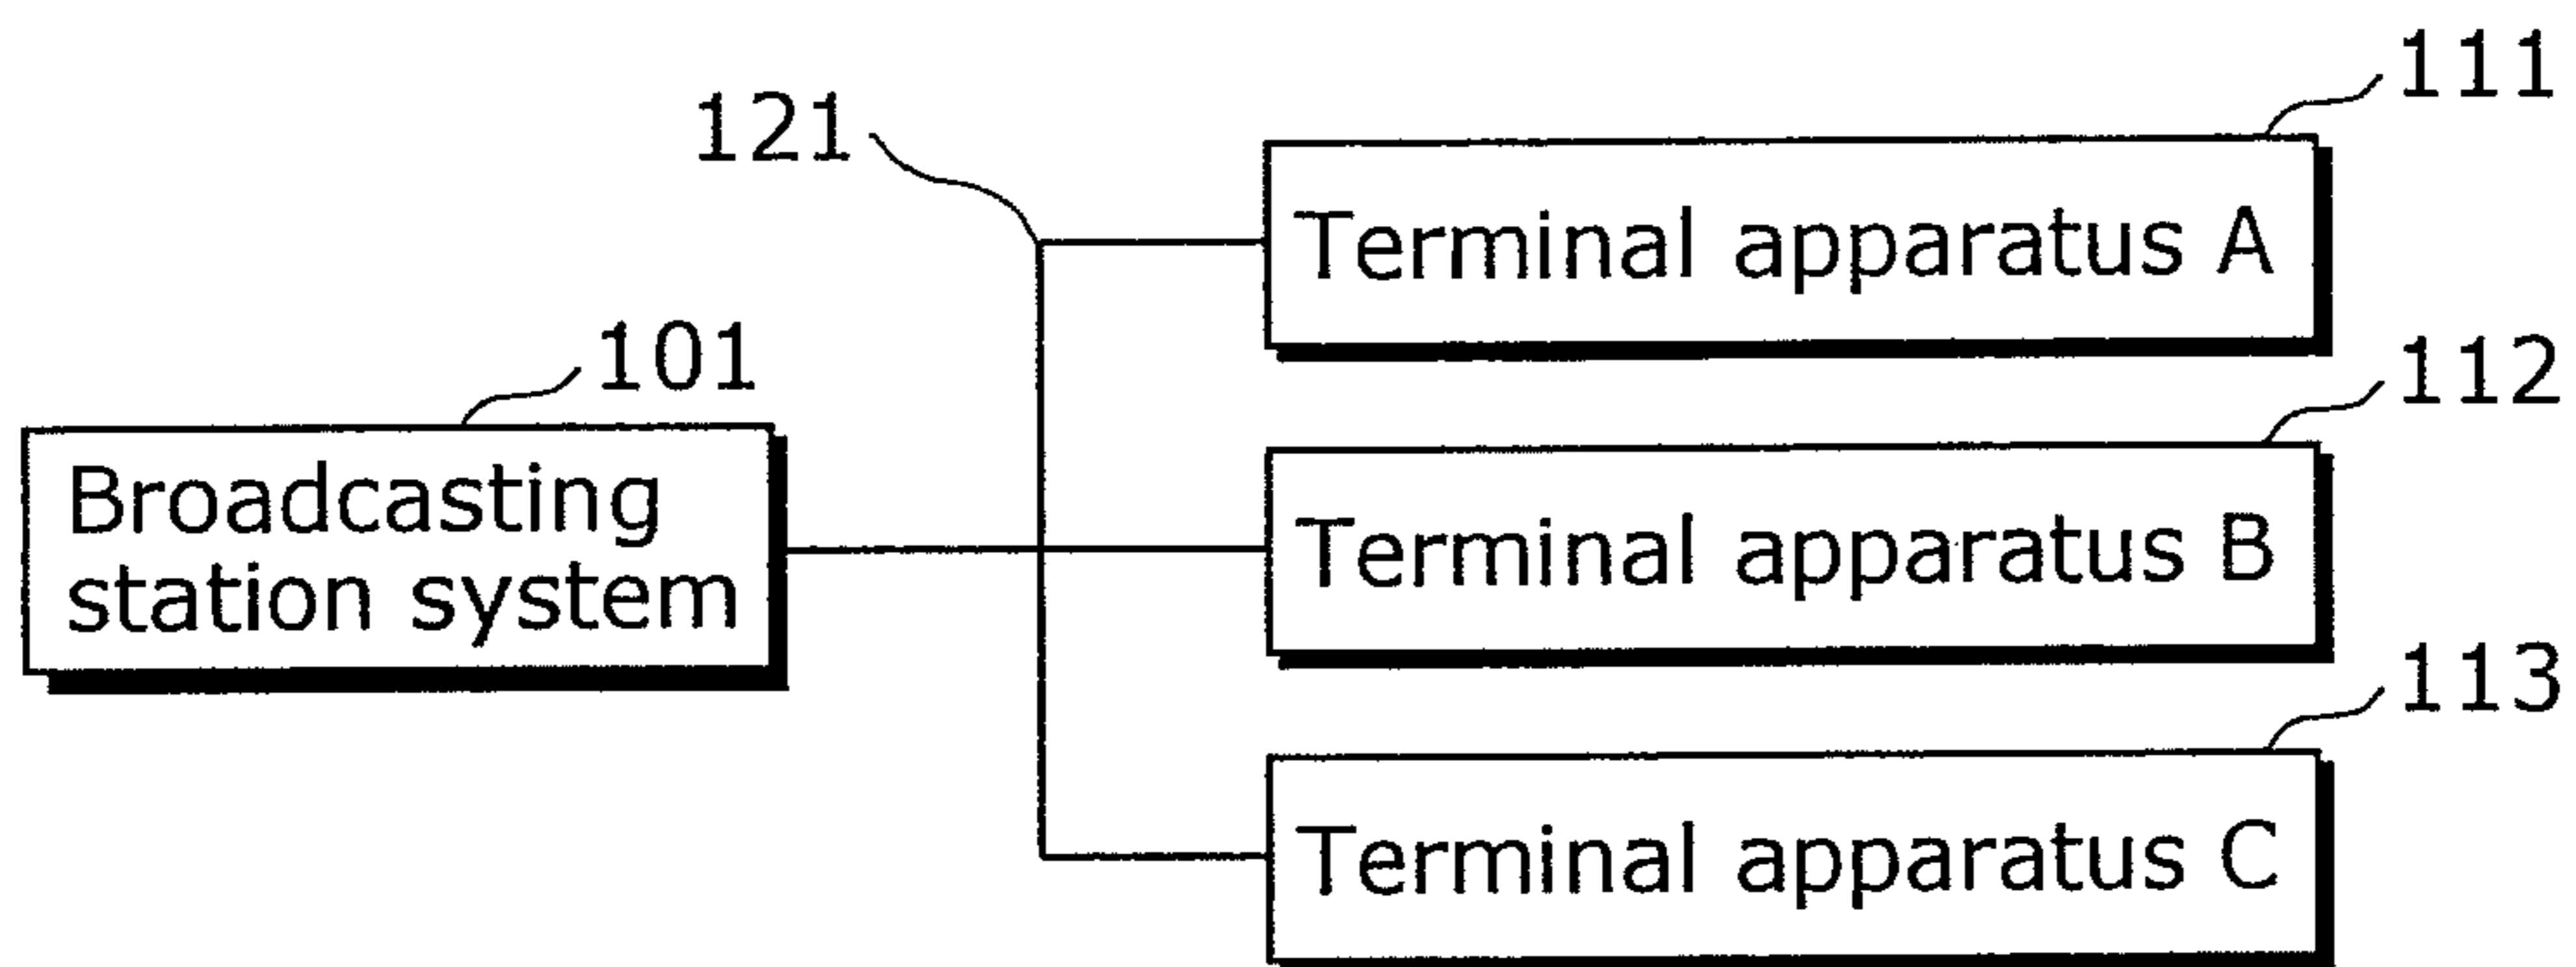 111
121
Terminal apparatus A
101
112
Broadcasting
station system
Terminal apparatus B
113
Terminal apparatus C